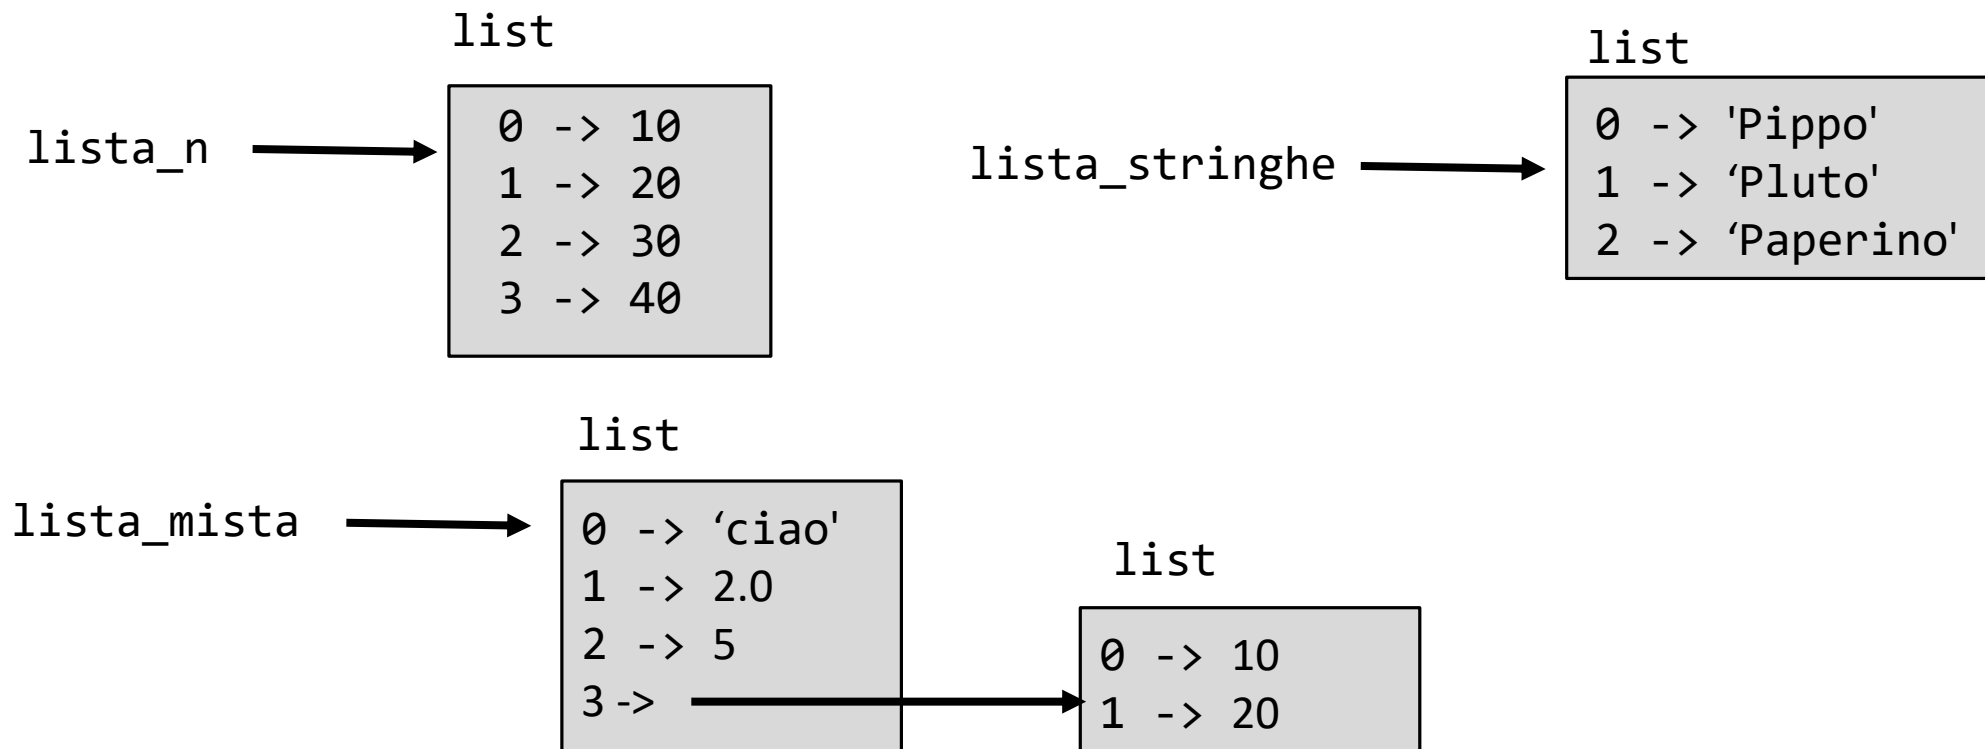 list
lista_n
0 -> 10
1 -> 20
2 -> 30
3 -> 40
list
lista_stringhe
0 -> 'Pippo'
1 -> ‘Pluto'
2 -> ‘Paperino'
list
lista_mista
0 -> ‘ciao'
1 -> 2.0
2 -> 5
3 ->
list
0 -> 10
1 -> 20